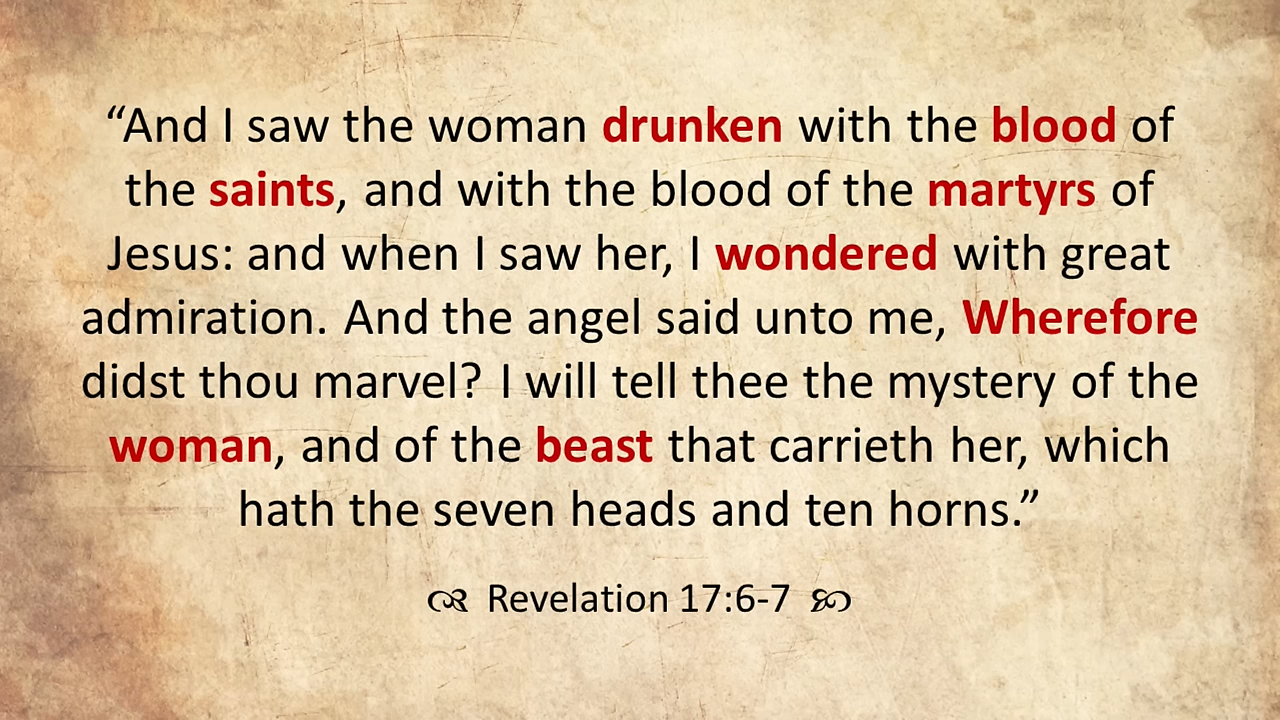 “And I saw the woman drunken with the blood of
the saints, and with the blood of the martyrs of
Jesus: and when I saw her, I wondered with great
admiration. And the angel said unto me, Wherefore
didst thou marvel? I will tell thee the mystery of the
woman, and of the beast that carrieth her, which
hath the seven heads and ten horns.”
Revelation 17:6-7